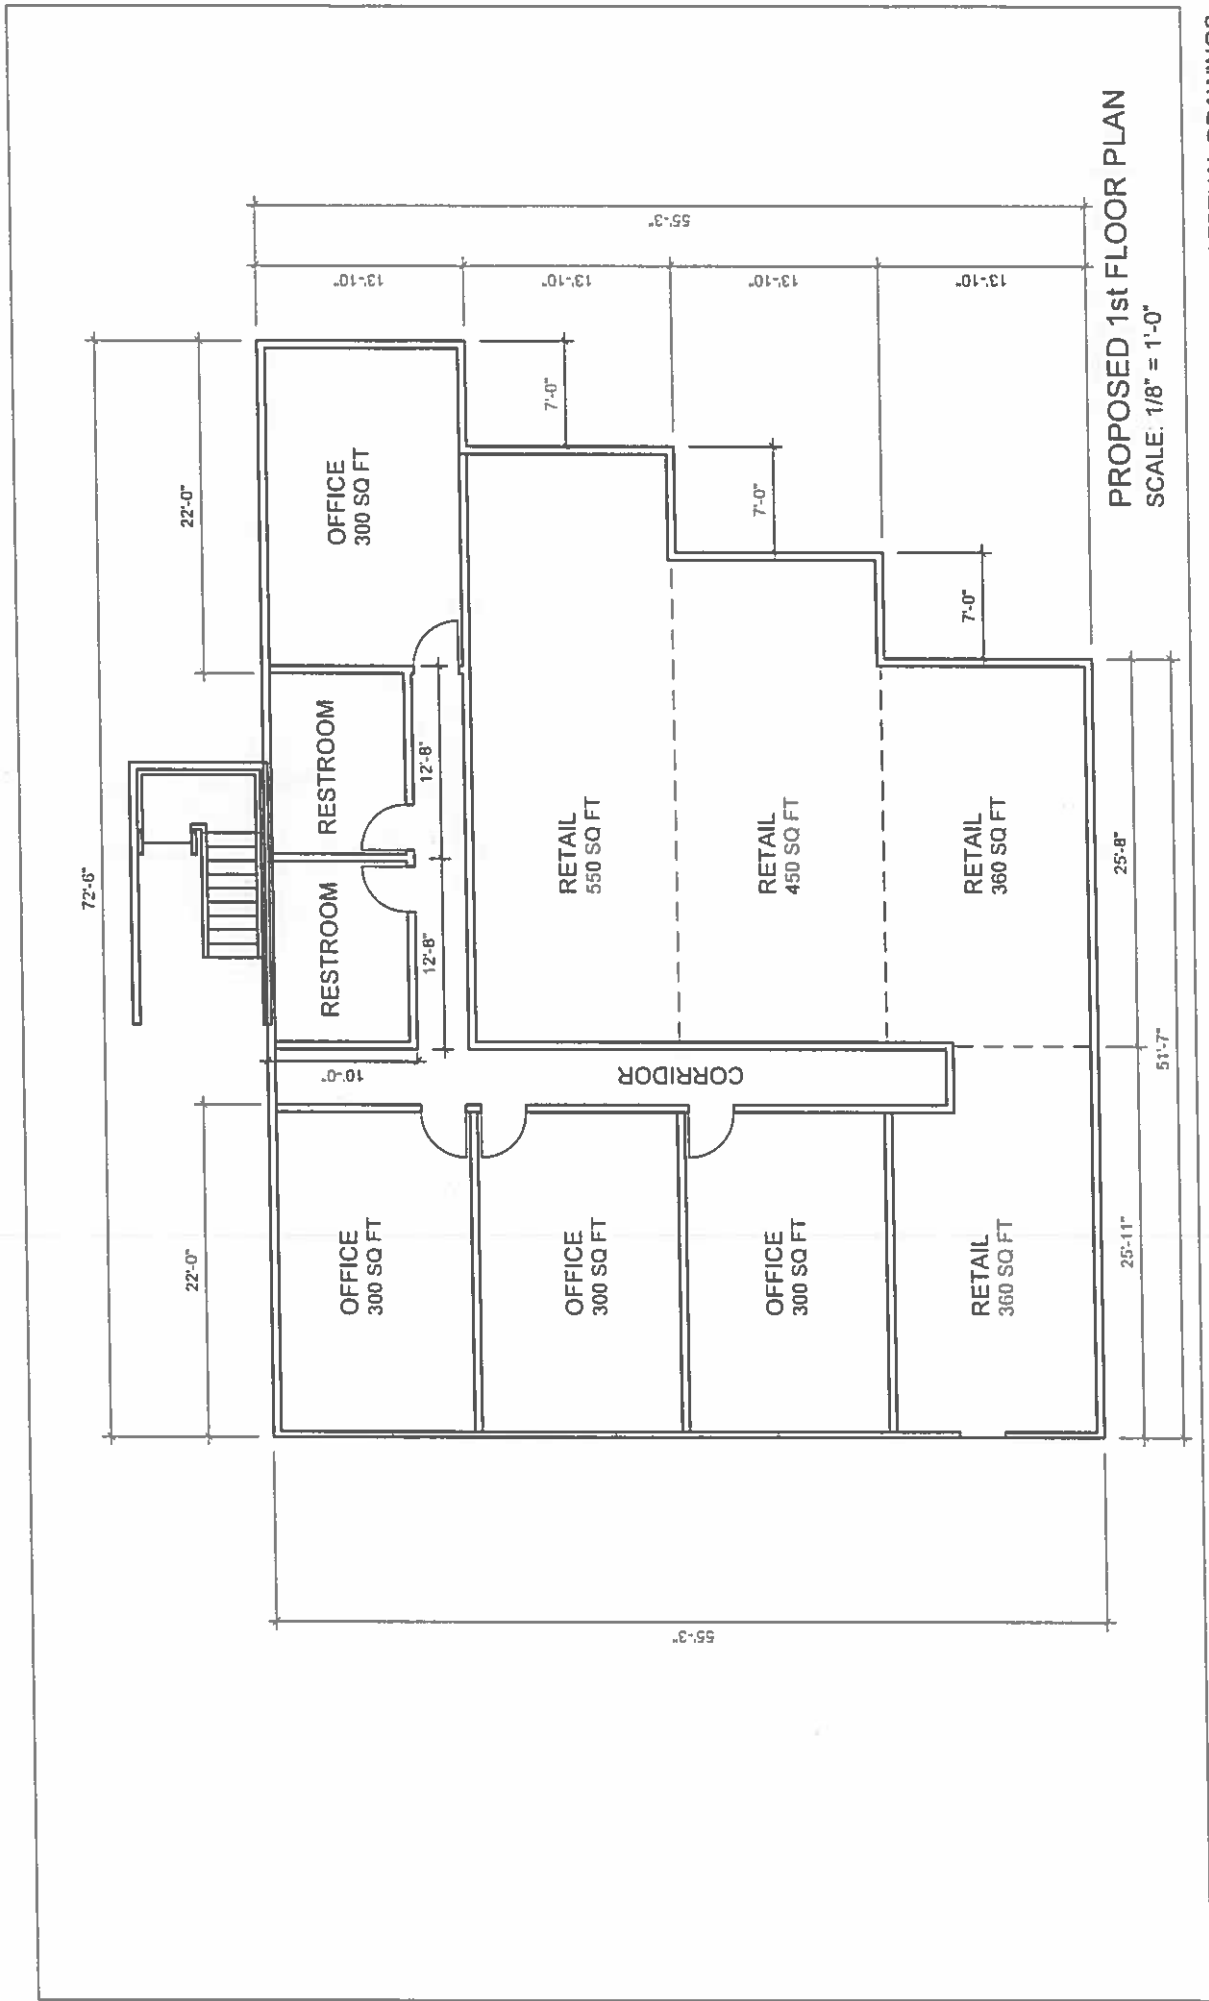 72'-6"
22'-0"
22'-0"
OFFICE
300 SQ FT
RESTROOM
RESTROOM
12'-8"
12'-8"
10'-0"
CORRIDOR
OFFICE
300 SQ FT
OFFICE
300 SQ FT
OFFICE
300 SQ FT
RETAIL
360 SQ FT
RETAIL
550 SQ FT
RETAIL
450 SQ FT
RETAIL
360 SQ FT
7'-0"
7'-0"
7'-0"
13'-10"
13'-10"
13'-10"
13'-10"
55'-3"
55'-3"
25'-11"
25'-8"
51'-7"
PROPOSED 1st FLOOR PLAN
SCALE: 1/8" = 1'-0"